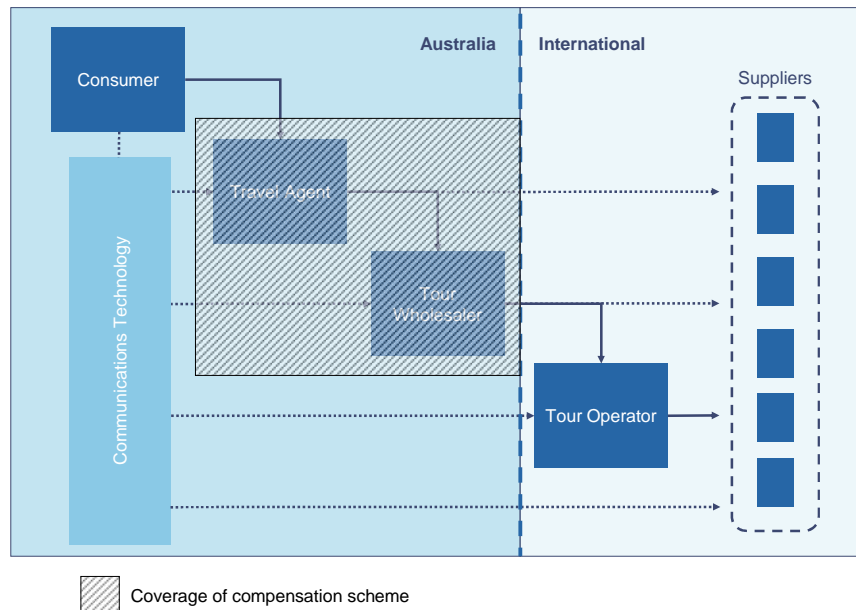 Australia
International
Consumer
Suppliers
Travel Agent
Communications Technology
Tour
Wholesaler
Tour Operator
Coverage of compensation scheme